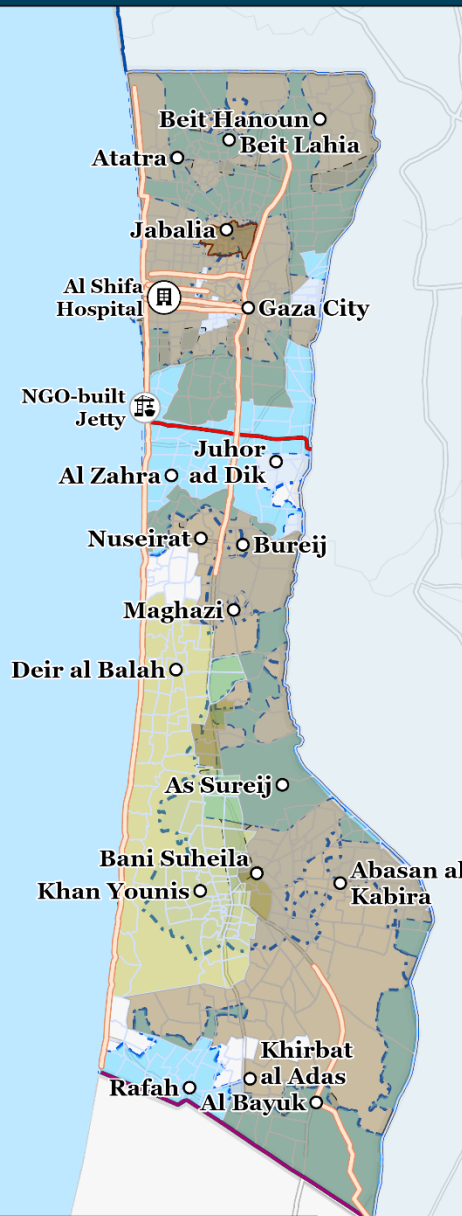 Beit Hanoun
Beit Lahia
Atatra
Jabalia
Al Shifa
Hospital
Gaza City
NGO-built
Jetty
Juhor
ad Dik
Al Zahra
Nuseirat
Bureij
Maghazi
Deir al Balah
As Sureij
Bani Suheila
Abasan al
Kabira
Khan Younis
Khirbat
al Adas
Rafah
Al Bayuk